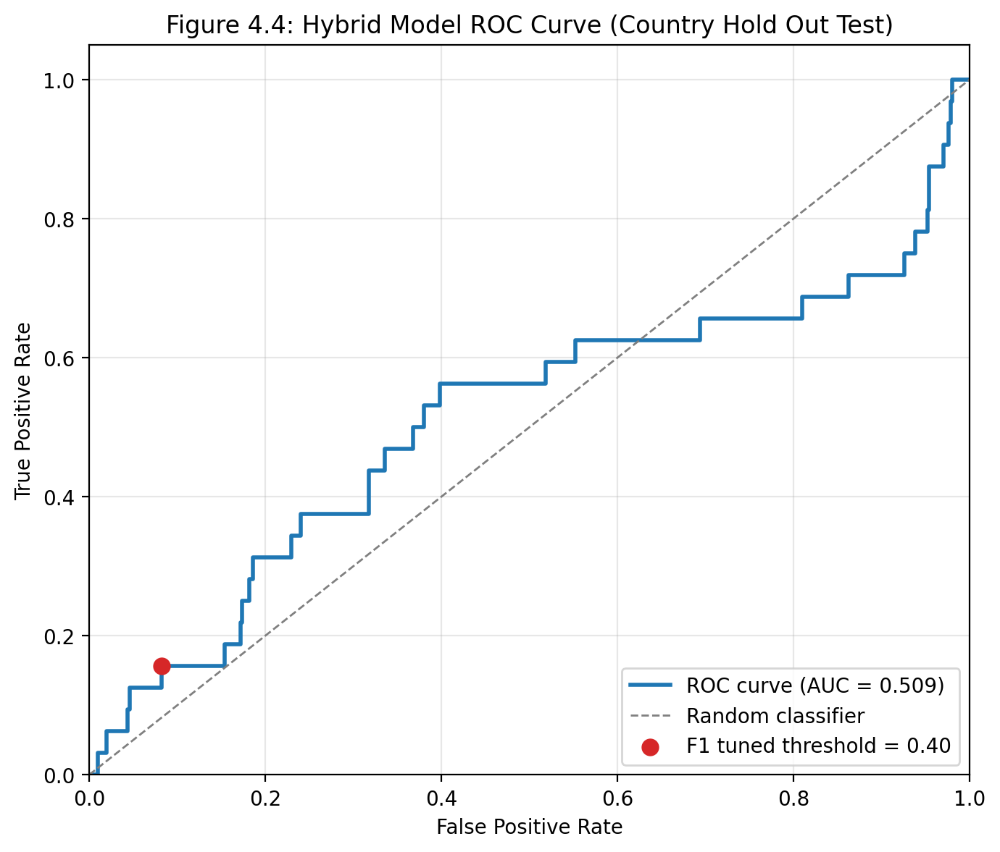 Figure 4.4: Hybrid Model ROC Curve (Country Hold Out Test)
1.0
0.8
0.6
0.4
0.2
0.0
True Positive Rate
0.0 0.2 0.4 0.6 0.8 1.0
False Positive Rate
ROC curve (AUC = 0.509)
Random classifier
F1 tuned threshold = 0.40